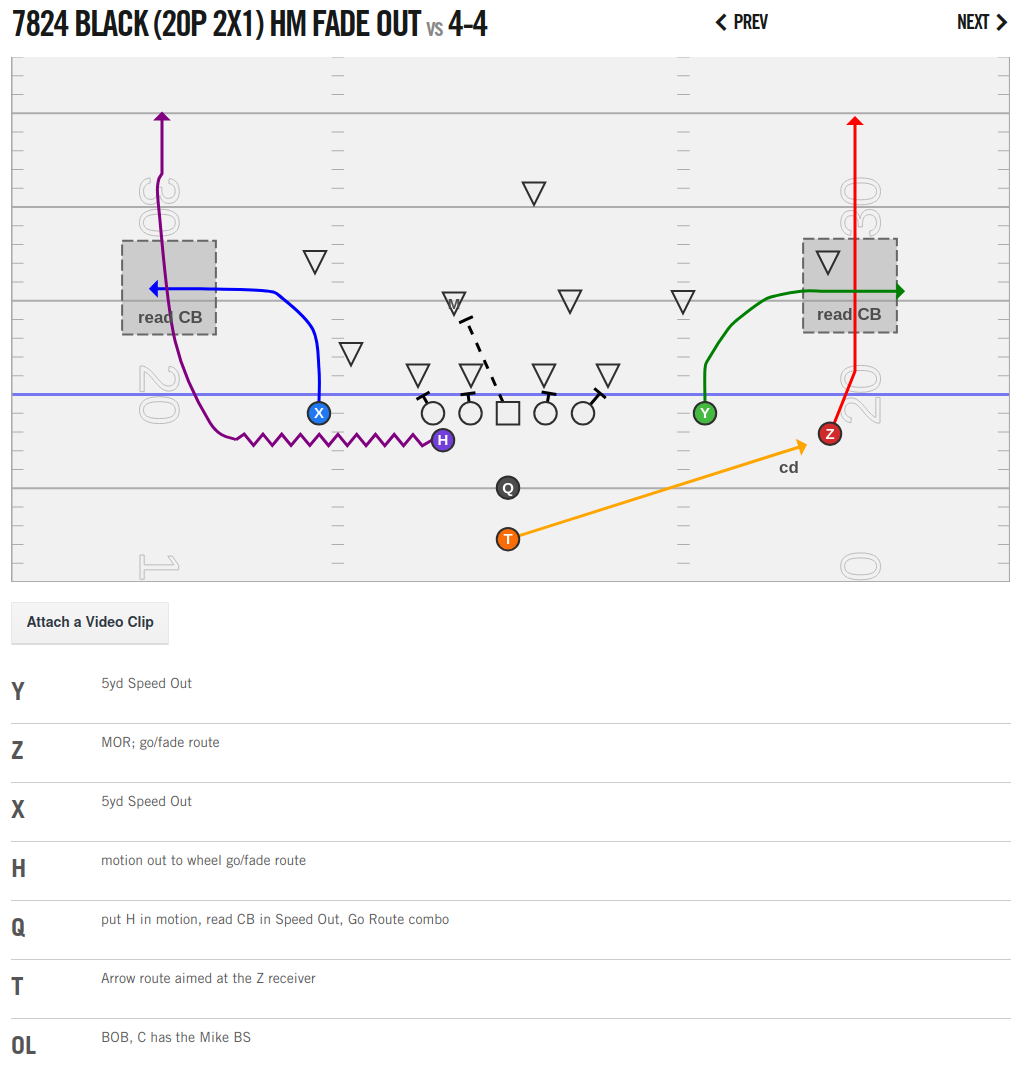 7824 BLACK (20P 2X1) HM FADE OUT VS 4-4
PREV
NEXT
30
30
read CB
read CB
M
20
20
X
Y
H
Z
cd
Q
T
1
0
Attach a Video Clip
Y 5yd Speed Out
Z MOR; go/fade route
X 5yd Speed Out
H motion out to wheel go/fade route
Q put H in motion, read CB in Speed Out, Go Route combo
T Arrow route aimed at the Z receiver
OL BOB, C has the Mike BS